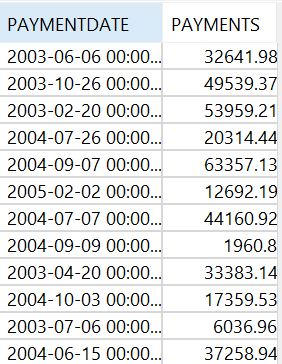 PAYMENTDATE PAYMENTS
2003-06-06 00:00... 32641.98
2003-10-26 00:00... 49539.37
2003-02-20 00:00... 53959.21
2004-07-26 00:00... 20314.44
2004-09-07 00:00... 63357.13
2005-02-02 00:00... 12692.19
2004-07-07 00:00... 44160.92
2004-09-09 00:00... 1960.8
2003-04-20 00:00... 33383.14
2004-10-03 00:00... 17359.53
2003-07-06 00:00... 6036.96
2004-06-15 00:00... 37258.94